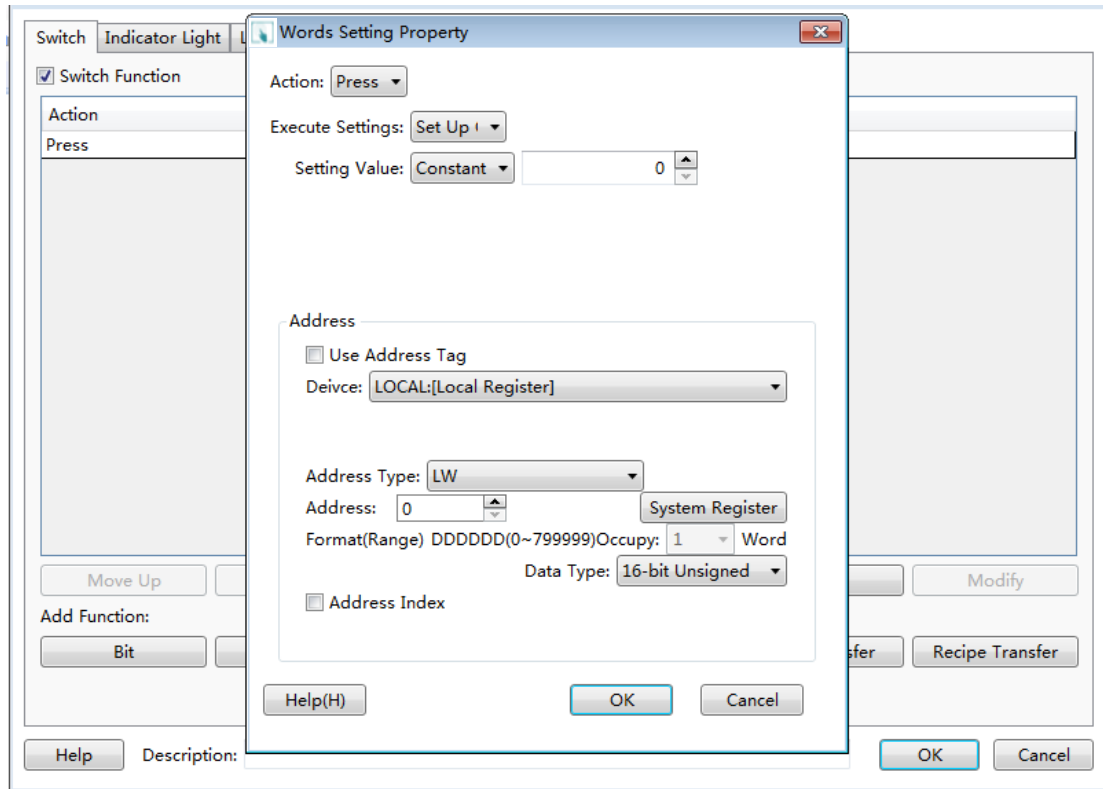 Switch Indicator Light
Words Setting Property
Switch Function
Action: Press
Action
Execute Settings: Set Up
Press
Setting Value: Constant 0
Address
Use Address Tag
Deivce: LOCAL:[Local Register]
Address Type: LW
Address: 0 System Register
Format(Range) DDDDDD(0~799999)Occupy: 1 Word
Data Type: 16-bit Unsigned
Move Up Modify
Address Index
Add Function:
Bit sfer Recipe Transfer
Help(H) OK Cancel
Help Description: OK Cancel